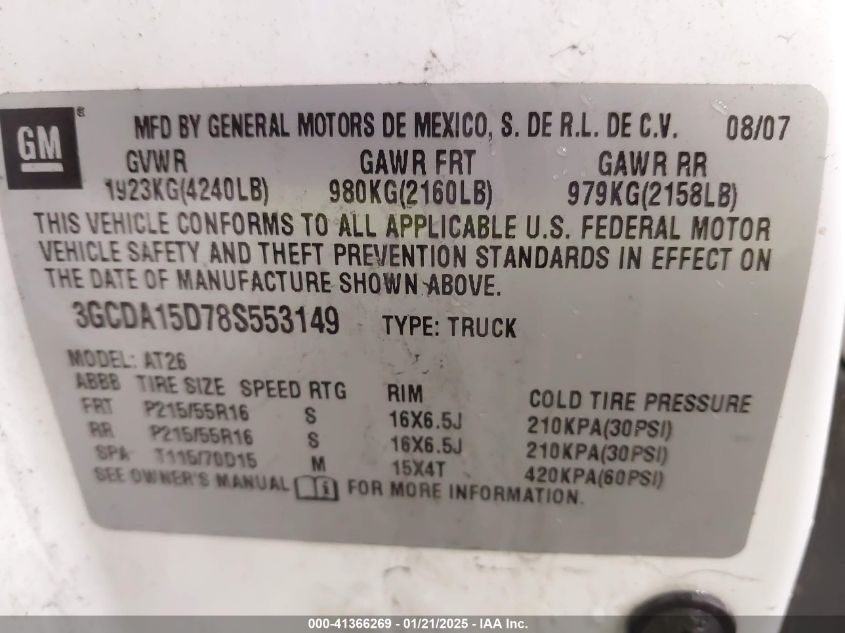 GM ®
MFD BY GENERAL MOTORS DE MEXICO, S. DE R.L. DE C.V. 08/07
GVWR GAWR FRT GAWR RR
1923KG(4240LB) 980KG(2160LB) 979KG(2158LB)
THIS VEHICLE CONFORMS TO ALL APPLICABLE U.S. FEDERAL MOTOR
VEHICLE SAFETY AND THEFT PREVENTION STANDARDS IN EFFECT ON
THE DATE OF MANUFACTURE SHOWN ABOVE.
3GCDA15D78S553149 TYPE: TRUCK
MODEL: AT26
ABBB TIRE SIZE SPEED RTG RIM COLD TIRE PRESSURE
FRT P215/55R16 S 16X6.5J 210KPA(30PSI)
RR P215/55R16 S 16X6.5J 210KPA(30PSI)
SPA T115/70D15 M 15X4T 420KPA(60PSI)
SEE OWNER'S MANUAL i FOR MORE INFORMATION.
000-41366269 - 01/21/2025 - IAA Inc.